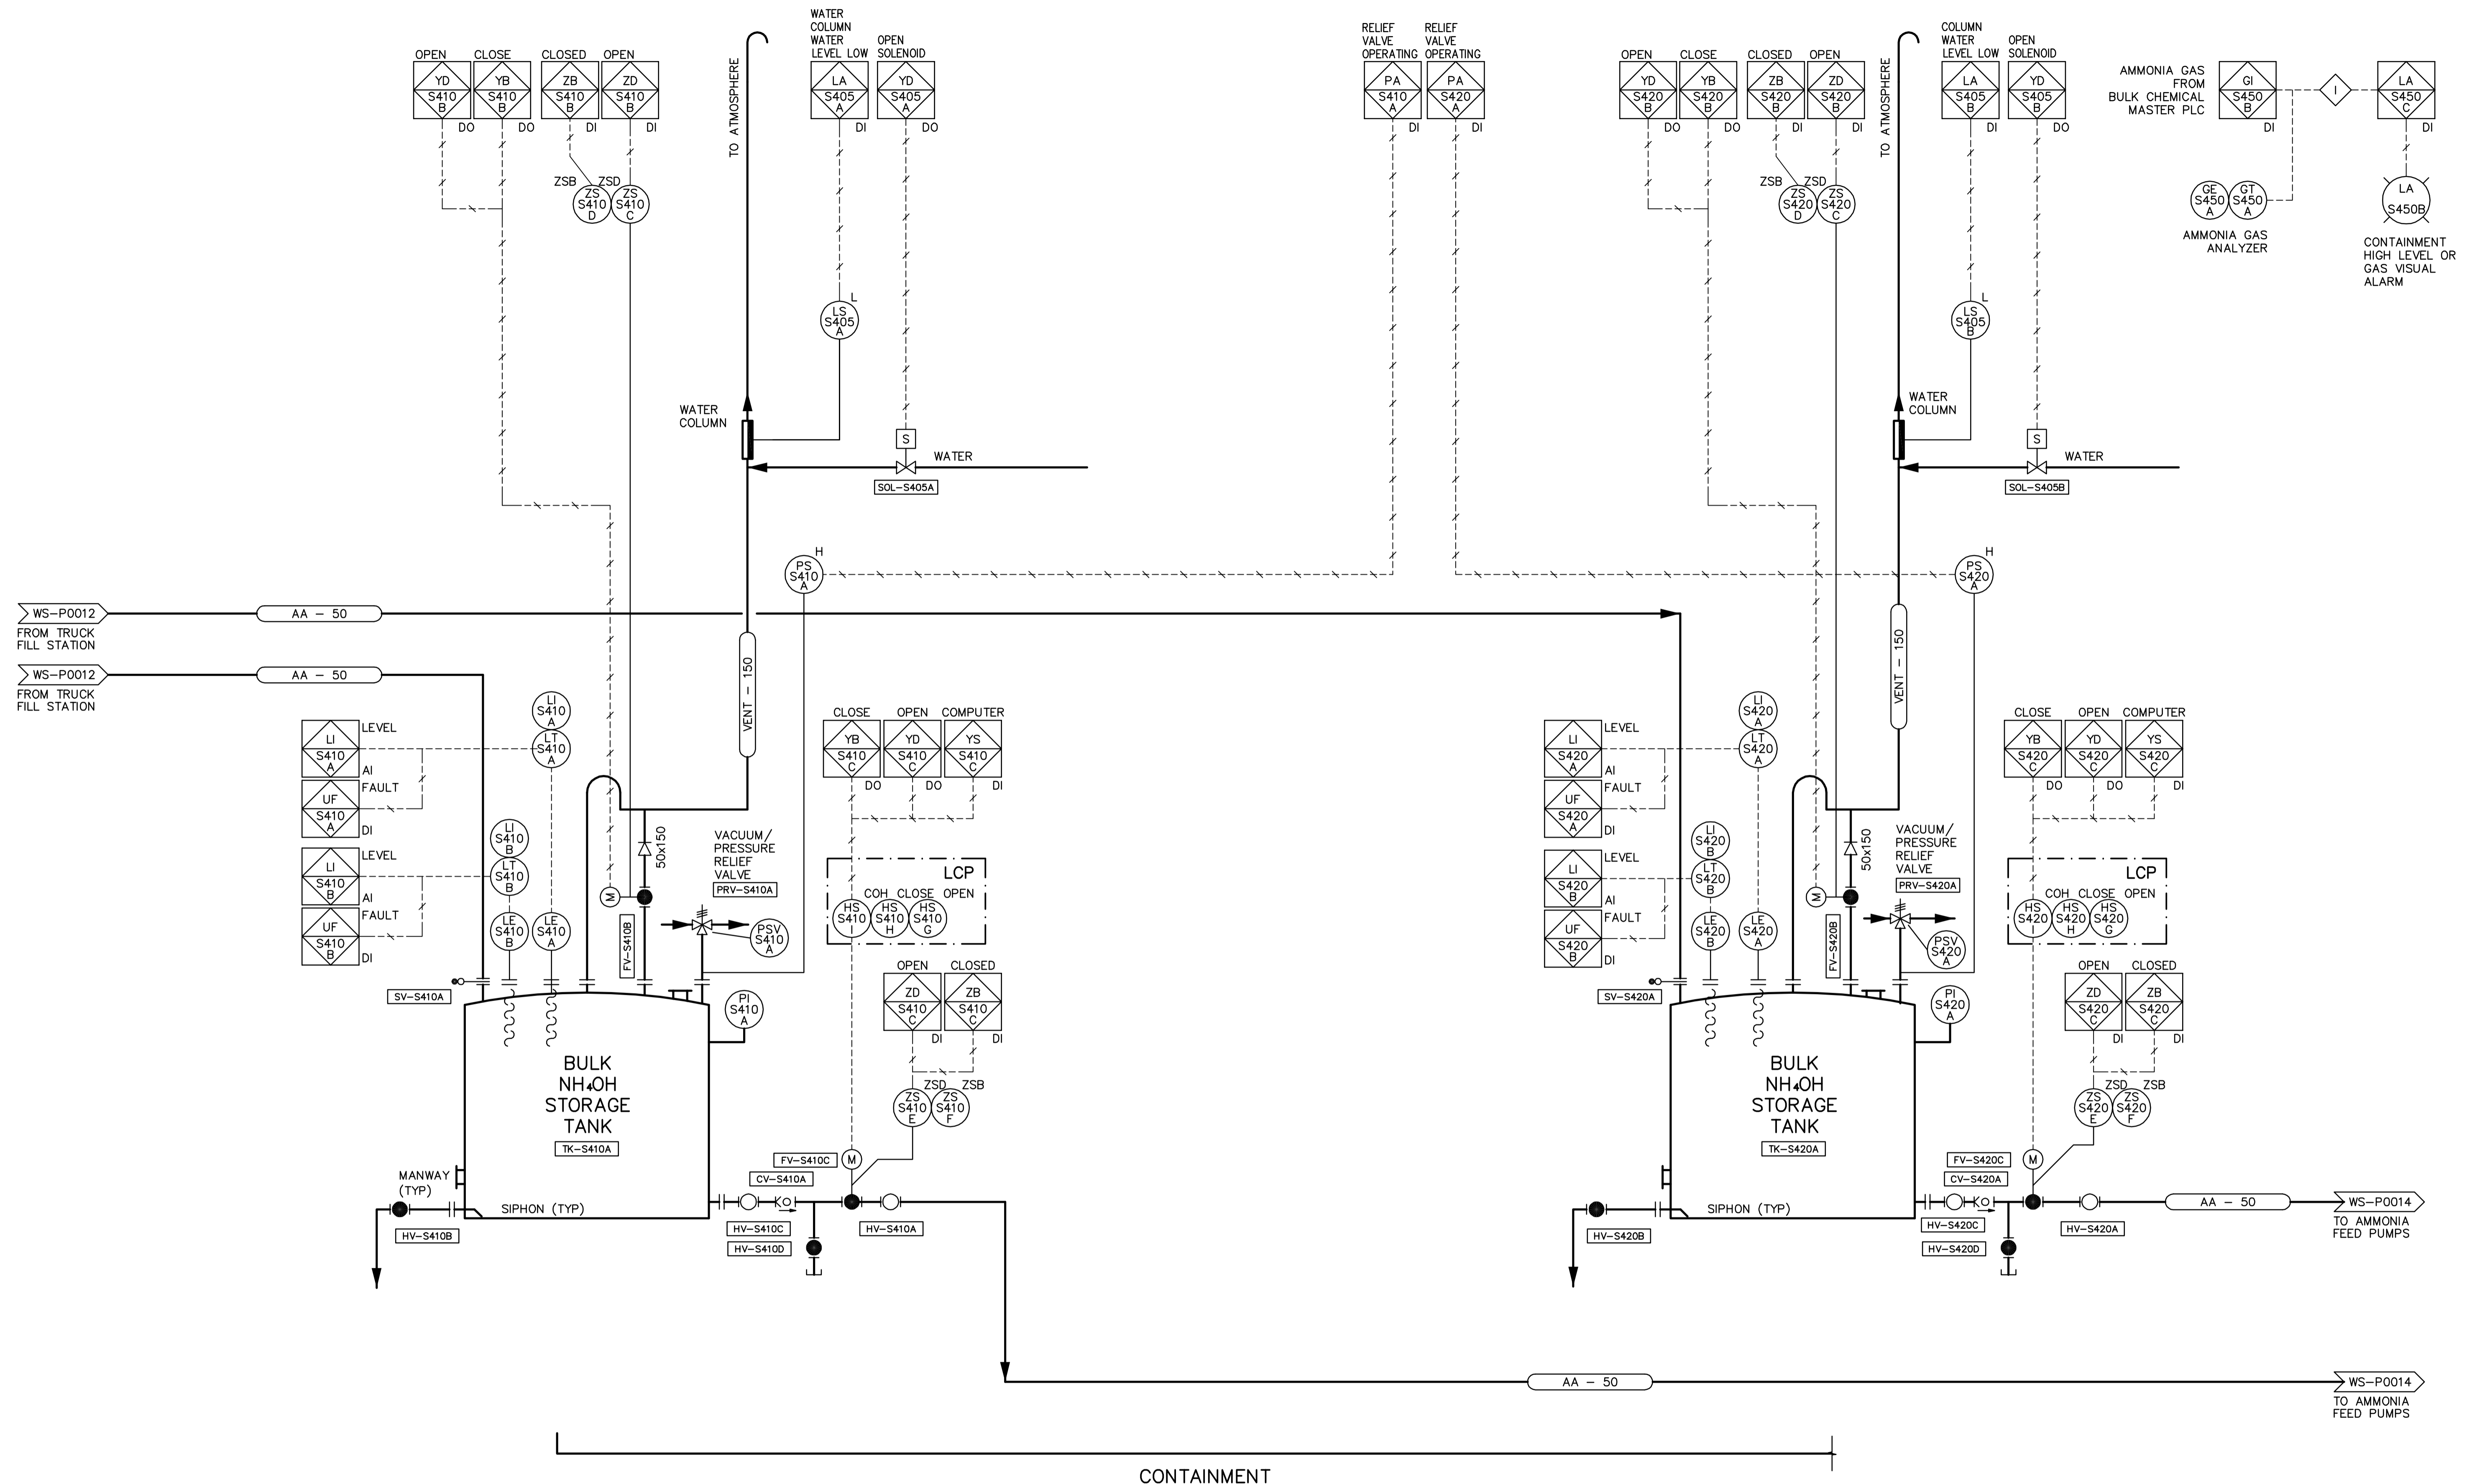 OPEN
YD
S410
B
DO
CLOSE
YB
S410
B
DO
CLOSED
ZB
S410
B
DI
OPEN
ZD
S410
B
DI
ZSB
ZS
S410
D
ZSD
ZS
S410
C
TO ATMOSPHERE
WATER
COLUMN
WATER
LEVEL LOW
LA
S405
A
DI
OPEN
SOLENOID
YD
S405
A
DO
L
LS
S405
A
WATER
COLUMN
S
WATER
SOL-S405A
RELIEF
VALVE
OPERATING
PA
S410
A
DI
RELIEF
VALVE
OPERATING
PA
S420
A
DI
OPEN
YD
S420
B
DO
CLOSE
YB
S420
B
DO
CLOSED
ZB
S420
B
DI
OPEN
ZD
S420
B
DI
ZSB
ZS
S420
D
ZSD
ZS
S420
C
TO ATMOSPHERE
COLUMN
WATER
LEVEL LOW
LA
S405
B
DI
OPEN
SOLENOID
YD
S405
B
DO
L
LS
S405
B
WATER
COLUMN
S
WATER
SOL-S405B
AMMONIA GAS
FROM
BULK CHEMICAL
MASTER PLC
GI
S450
B
DI
I
LA
S450
C
DI
GE
S450
A
GT
S450
A
AMMONIA GAS
ANALYZER
LA
S450B
CONTAINMENT
HIGH LEVEL OR
GAS VISUAL
ALARM
H
PS
S410
A
H
PS
S420
A
WS-P0012
AA - 50
FROM TRUCK
FILL STATION
WS-P0012
AA - 50
FROM TRUCK
FILL STATION
VENT - 150
VENT - 150
LI
S410
A
LEVEL
AI
UF
S410
A
FAULT
DI
LI
S410
B
LEVEL
AI
UF
S410
B
FAULT
DI
LI
S410
A
LT
S410
A
LI
S410
B
LT
S410
B
LE
S410
B
LE
S410
A
M
FV-S410B
50x150
VACUUM/
PRESSURE
RELIEF
VALVE
PRV-S410A
PSV
S410
A
CLOSE
YB
S410
C
DO
OPEN
YD
S410
C
DO
COMPUTER
YS
S410
C
DI
LCP
COH CLOSE OPEN
HS
S410
HS
S410
H
HS
S410
G
OPEN
ZD
S410
C
DI
CLOSED
ZB
S410
C
DI
ZSD
ZS
S410
E
ZSB
ZS
S410
F
SV-S410A
PI
S410
A
BULK
NH4OH
STORAGE
TANK
TK-S410A
MANWAY
(TYP)
SIPHON (TYP)
HV-S410B
FV-S410C
M
CV-S410A
HV-S410C
HV-S410D
HV-S410A
LI
S420
A
LEVEL
AI
UF
S420
A
FAULT
DI
LI
S420
B
LEVEL
AI
UF
S420
B
FAULT
DI
LI
S420
A
LT
S420
A
LI
S420
B
LT
S420
B
LE
S420
B
LE
S420
A
M
FV-S420B
50x150
VACUUM/
PRESSURE
RELIEF
VALVE
PRV-S420A
PSV
S420
A
CLOSE
YB
S420
C
DO
OPEN
YD
S420
C
DO
COMPUTER
YS
S420
C
DI
LCP
COH CLOSE OPEN
HS
S420
HS
S420
H
HS
S420
G
OPEN
ZD
S420
C
DI
CLOSED
ZB
S420
C
DI
ZSD
ZS
S420
E
ZSB
ZS
S420
F
SV-S420A
PI
S420
A
BULK
NH4OH
STORAGE
TANK
TK-S420A
SIPHON (TYP)
HV-S420B
FV-S420C
M
CV-S420A
HV-S420C
HV-S420D
HV-S420A
AA - 50
WS-P0014
TO AMMONIA
FEED PUMPS
AA - 50
WS-P0014
TO AMMONIA
FEED PUMPS
CONTAINMENT